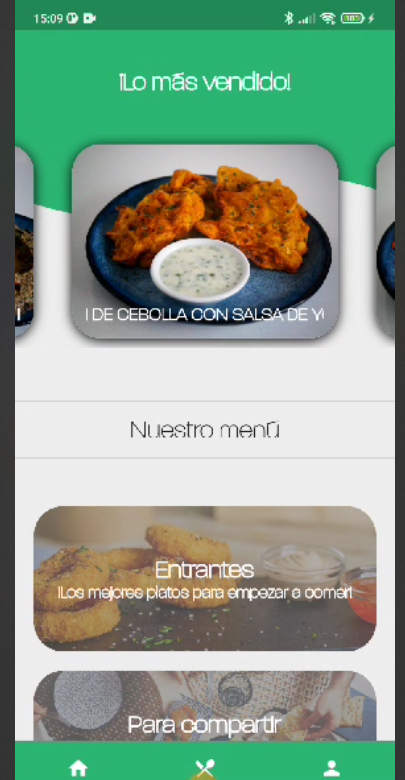 15:09
¡Lo más vendido!
I DE CEBOLLA CON SALSA DE Y
Nuestro menú
Entrantes
¡Los mejores platos para empezar a comer!
Para compartir